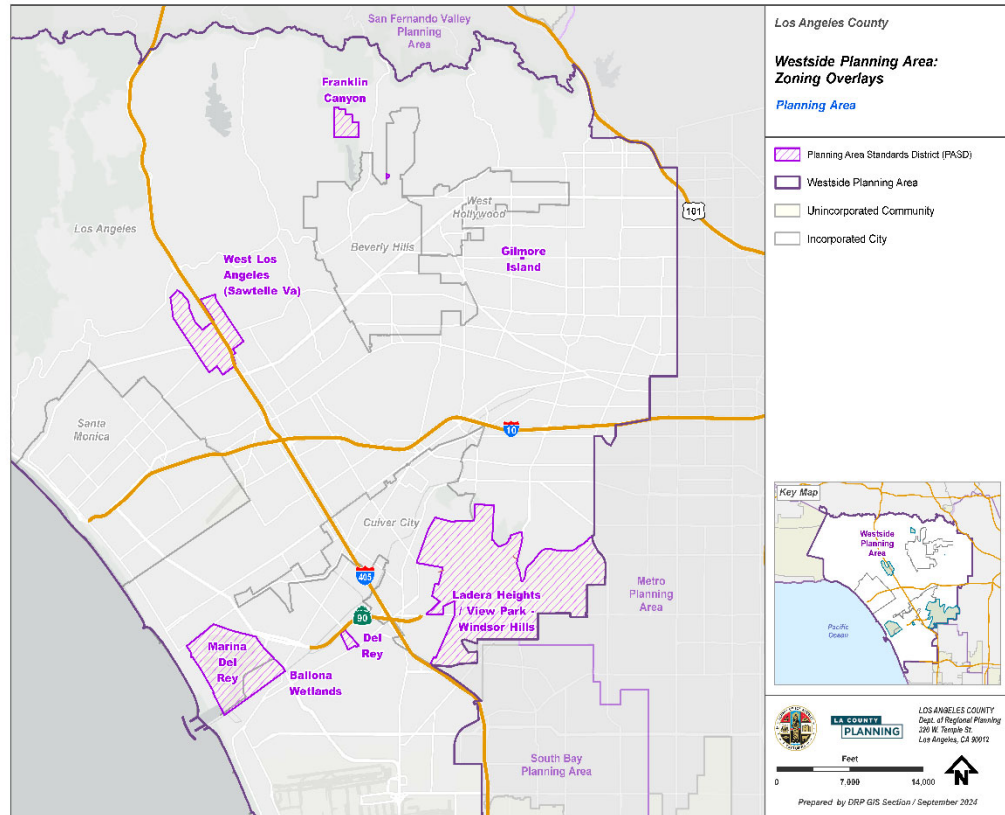 San Fernando Valley
Planning
Area
Franklin
Canyon
Los Angeles
West
Hollywood
Beverly Hills
101
Gilmore
Island
West Los
Angeles
(Sawtelle Va)
Santa
Monica
10
Culver City
405
90
Ladera Heights
/ View Park -
Windsor Hills
Metro
Planning
Area
Del
Rey
Marina
Del
Rey
Ballona
Wetlands
South Bay
Planning Area
Los Angeles County
Westside Planning Area:
Zoning Overlays
Planning Area
Planning Area Standards District (PASD)
Westside Planning Area
Unincorporated Community
Incorporated City
Key Map
Westside
Planning
Area
Pacific
Ocean
LA COUNTY
PLANNING
LOS ANGELES COUNTY
Dept. of Regional Planning
320 W. Temple St.
Los Angeles, CA 90012
Feet
0 7,000 14,000
N
Prepared by DRP GIS Section / September 2024